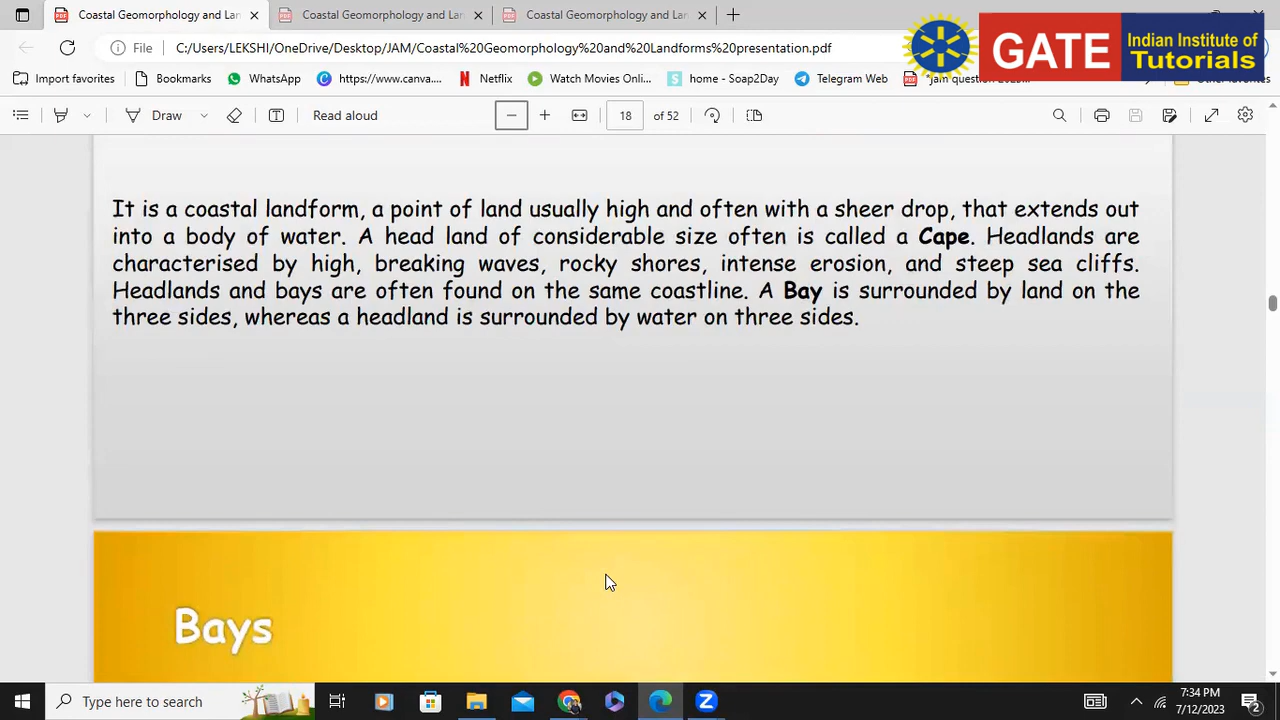 Coastal Geomorphology and Lan
Coastal Geomorphology and Lan
Coastal Geomorphology and Lan
File
C:/Users/LEKSHI/OneDrive/Desktop/JAM/Coastal%20Geomorphology%20and%20Landforms%20presentation.pdf
GATE
Indian Institute of
Tutorials
Import favorites
Bookmarks
WhatsApp
https://www.canva....
Netflix
Watch Movies Onli...
home - Soap2Day
Telegram Web
Draw
Read aloud
18
of 52
It is a coastal landform, a point of land usually high and often with a sheer drop, that extends out
into a body of water. A head land of considerable size often is called a Cape. Headlands are
characterised by high, breaking waves, rocky shores, intense erosion, and steep sea cliffs.
Headlands and bays are often found on the same coastline. A Bay is surrounded by land on the
three sides, whereas a headland is surrounded by water on three sides.
Bays
Type here to search
7:34 PM
7/12/2023
2